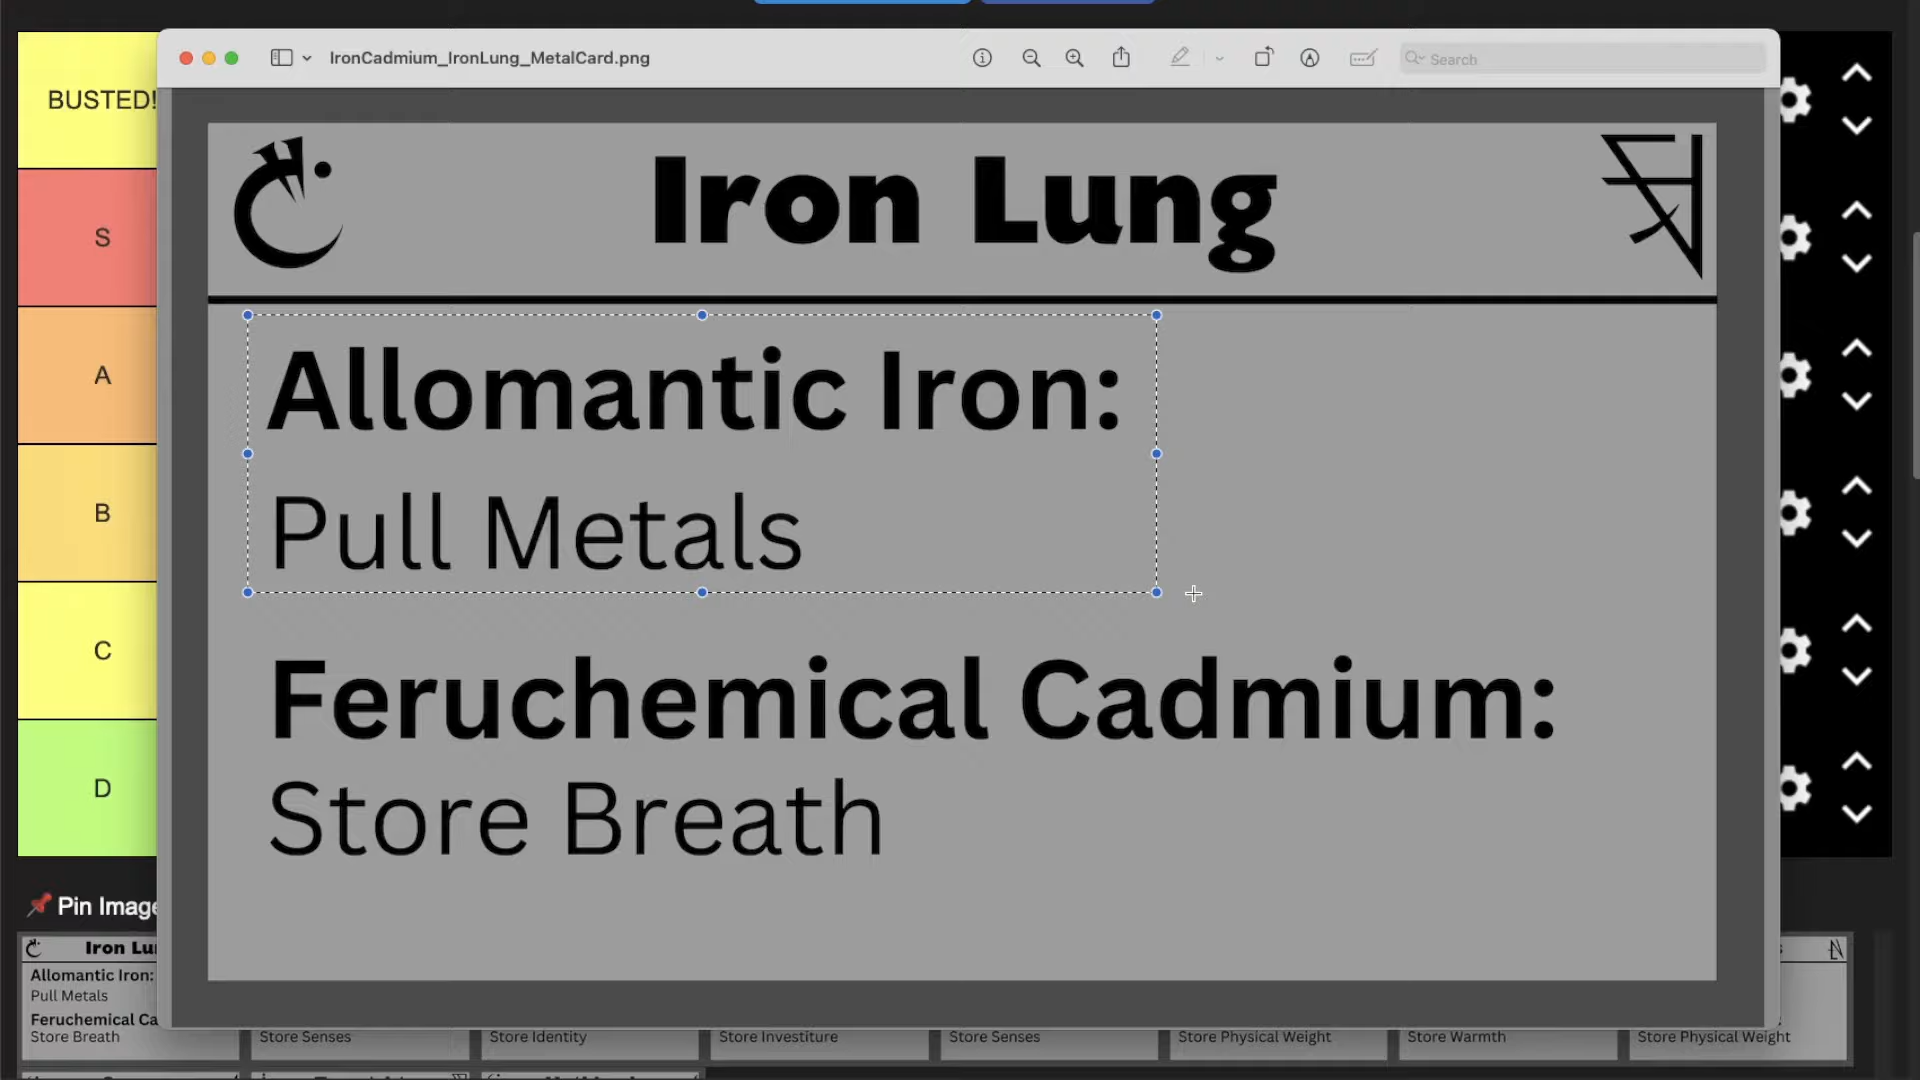 IronCadmium_IronLung_MetalCard.png
Search
BUSTED!
S
A
B
C
D
Iron Lung
Allomantic Iron:
Pull Metals
Feruchemical Cadmium:
Store Breath
📌 Pin Image
Iron Lu
Allomantic Iron:
Pull Metals
Feruchemical Ca
Store Breath
Store Senses
Store Identity
Store Investiture
Store Senses
Store Physical Weight
Store Warmth
Store Physical Weight